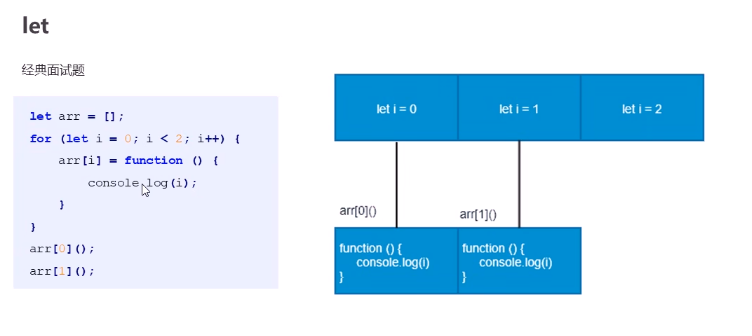 let
经典面试题
let arr = [];
for (let i = 0; i < 2; i++) {
arr[i] = function () {
console.log(i);
}
}
arr[0]();
arr[1]();
let i = 0
let i = 1
let i = 2
arr[0]()
arr[1]()
function () {
console.log(i)
}
function () {
console.log(i)
}